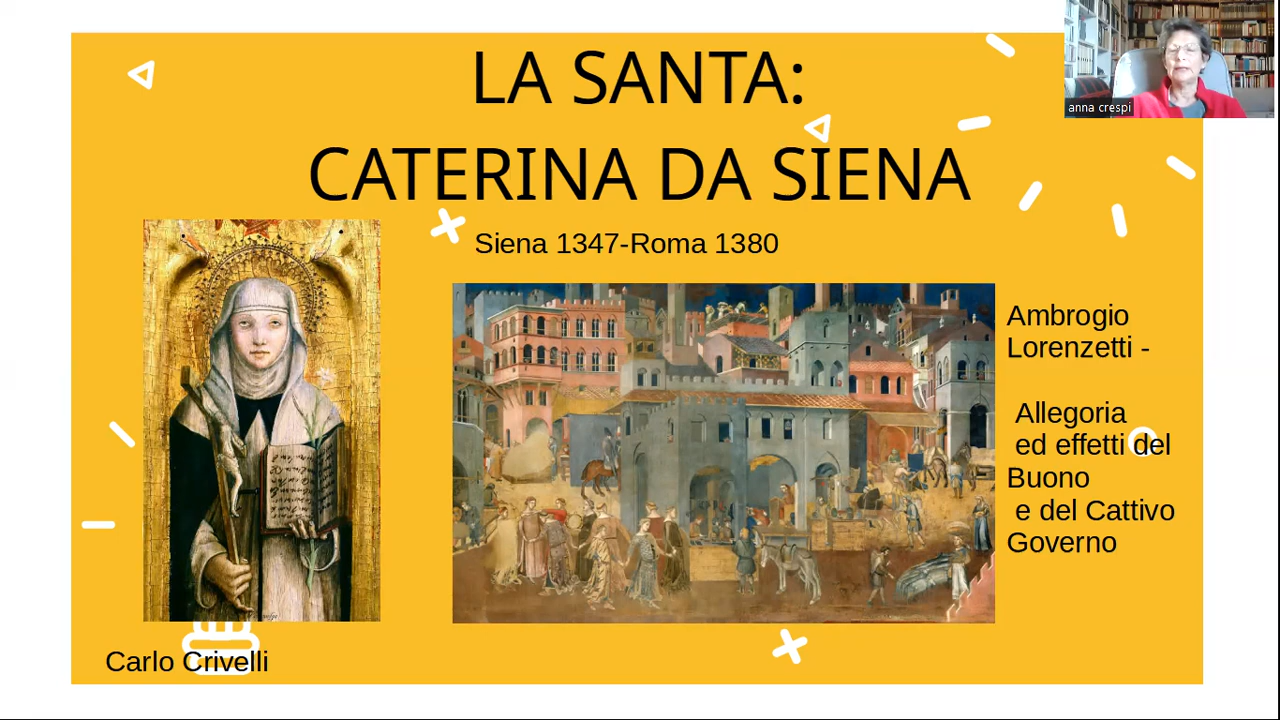 LA SANTA:
CATERINA DA SIENA
anna crespi
Siena 1347-Roma 1380
Ambrogio
Lorenzetti -
Allegoria
ed effetti del
Buono
e del Cattivo
Governo
Carlo Crivelli